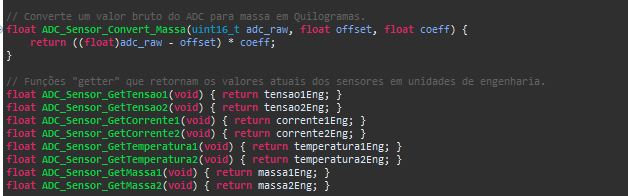 // Converte um valor bruto do ADC para massa em Quilogramas.
float ADC_Sensor_Convert_Massa(uint16_t adc_raw, float offset, float coeff) {
    return ((float)adc_raw - offset) * coeff;
}
// Funções "getter" que retornam os valores atuais dos sensores em unidades de engenharia.
float ADC_Sensor_GetTensao1(void) { return tensao1Eng; }
float ADC_Sensor_GetTensao2(void) { return tensao2Eng; }
float ADC_Sensor_GetCorrente1(void) { return corrente1Eng; }
float ADC_Sensor_GetCorrente2(void) { return corrente2Eng; }
float ADC_Sensor_GetTemperatura1(void) { return temperatura1Eng; }
float ADC_Sensor_GetTemperatura2(void) { return temperatura2Eng; }
float ADC_Sensor_GetMassa1(void) { return massa1Eng; }
float ADC_Sensor_GetMassa2(void) { return massa2Eng; }